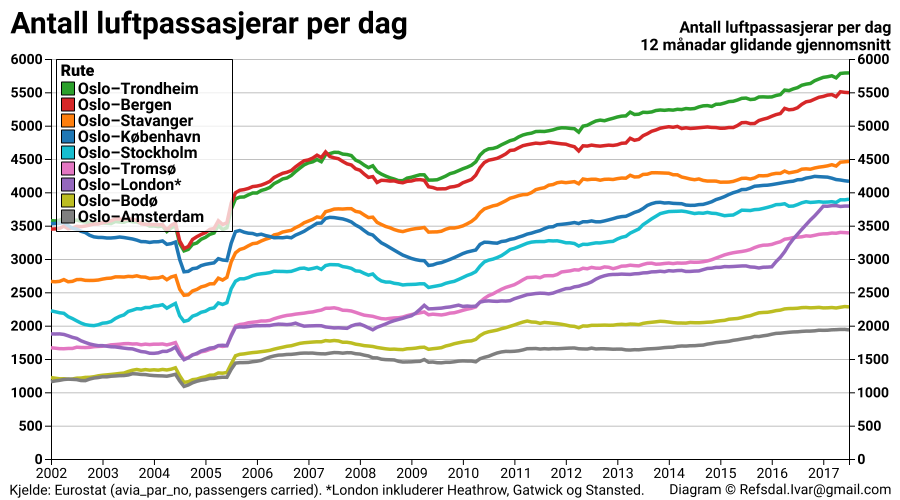 Antall luftpassasjerar per dag
Antall luftpassasjerar per dag
12 månadar glidande gjennomsnitt
6000
5500
5000
4500
4000
3500
3000
2500
2000
1500
1000
500
0
Rute
Oslo–Trondheim
Oslo–Bergen
Oslo–Stavanger
Oslo–København
Oslo–Stockholm
Oslo–Tromsø
Oslo–London*
Oslo–Bodø
Oslo–Amsterdam
6000
5500
5000
4500
4000
3500
3000
2500
2000
1500
1000
500
0
2002 2003 2004 2005 2006 2007 2008 2009 2010 2011 2012 2013 2014 2015 2016 2017
Kjelde: Eurostat (avia_par_no, passengers carried). *London inkluderer Heathrow, Gatwick og Stansted. Diagram © Refsdal.Ivar@gmail.com